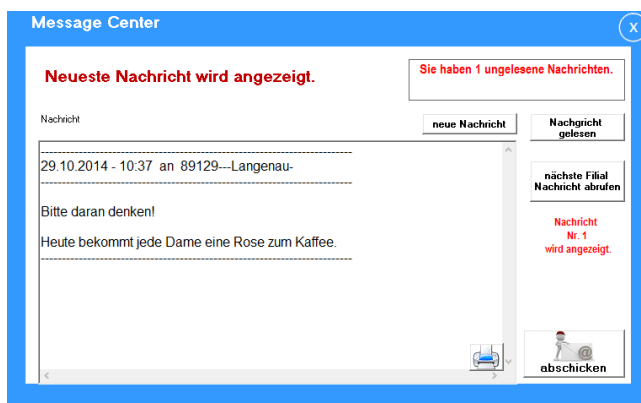 Message Center
X
Neueste Nachricht wird angezeigt.
Sie haben 1 ungelesene Nachrichten.
Nachricht
neue Nachricht
Nachgricht
gelesen
--------------------------------------------------------------------------
29.10.2014 - 10:37 an 89129---Langenau-
--------------------------------------------------------------------------
Bitte daran denken!
Heute bekommt jede Dame eine Rose zum Kaffee.
--------------------------------------------------------------------------
nächste Filial
Nachricht abrufen
Nachricht
Nr. 1
wird angezeigt.
@
abschicken